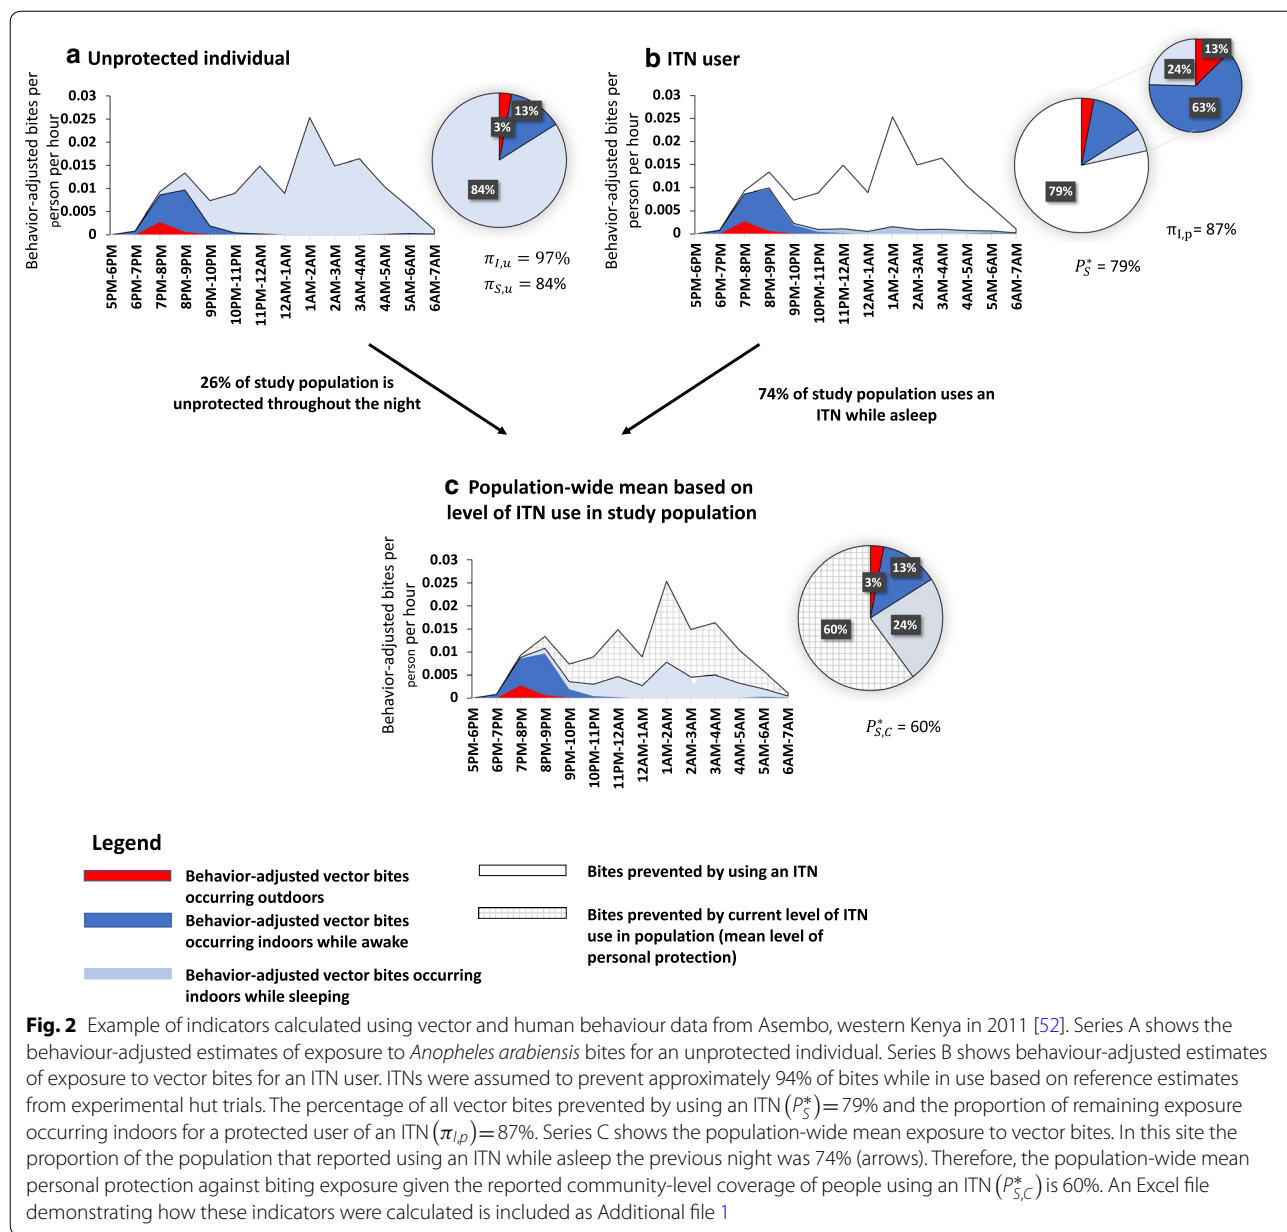 a Unprotected individual
Behavior-adjusted bites per
person per hour
0.03
0.025
0.02
0.015
0.01
0.005
0
5PM-6PM
6PM-7PM
7PM-8PM
8PM-9PM
9PM-10PM
10PM-11PM
11PM-12AM
12AM-1AM
1AM-2AM
2AM-3AM
3AM-4AM
4AM-5AM
5AM-6AM
6AM-7AM
3%
13%
84%
π_{I,u} = 97%
π_{S,u} = 84%
b ITN user
Behavior-adjusted bites per
person per hour
0.03
0.025
0.02
0.015
0.01
0.005
0
5PM-6PM
6PM-7PM
7PM-8PM
8PM-9PM
9PM-10PM
10PM-11PM
11PM-12AM
12AM-1AM
1AM-2AM
2AM-3AM
3AM-4AM
4AM-5AM
5AM-6AM
6AM-7AM
79%
13%
24%
63%
π_{I,p}= 87%
P_S^* = 79%
26% of study population is
unprotected throughout the night
74% of study population uses an
ITN while asleep
c Population-wide mean based on
level of ITN use in study population
Behavior-adjusted bites per
person per hour
0.03
0.025
0.02
0.015
0.01
0.005
0
5PM-6PM
6PM-7PM
7PM-8PM
8PM-9PM
9PM-10PM
10PM-11PM
11PM-12AM
12AM-1AM
1AM-2AM
2AM-3AM
3AM-4AM
4AM-5AM
5AM-6AM
6AM-7AM
3%
13%
24%
60%
P_{S,C}^* = 60%
Legend
Behavior-adjusted vector bites
occurring outdoors
Behavior-adjusted vector bites
occurring indoors while awake
Behavior-adjusted vector bites occurring
indoors while sleeping
Bites prevented by using an ITN
Bites prevented by current level of ITN
use in population (mean level of
personal protection)
Fig. 2 Example of indicators calculated using vector and human behaviour data from Asembo, western Kenya in 2011 [52]. Series A shows the
behaviour-adjusted estimates of exposure to Anopheles arabiensis bites for an unprotected individual. Series B shows behaviour-adjusted estimates
of exposure to vector bites for an ITN user. ITNs were assumed to prevent approximately 94% of bites while in use based on reference estimates
from experimental hut trials. The percentage of all vector bites prevented by using an ITN (P_S^*)= 79% and the proportion of remaining exposure
occurring indoors for a protected user of an ITN (π_{I,p})= 87%. Series C shows the population-wide mean exposure to vector bites. In this site the
proportion of the population that reported using an ITN while asleep the previous night was 74% (arrows). Therefore, the population-wide mean
personal protection against biting exposure given the reported community-level coverage of people using an ITN (P_{S,C}^*) is 60%. An Excel file
demonstrating how these indicators were calculated is included as Additional file 1